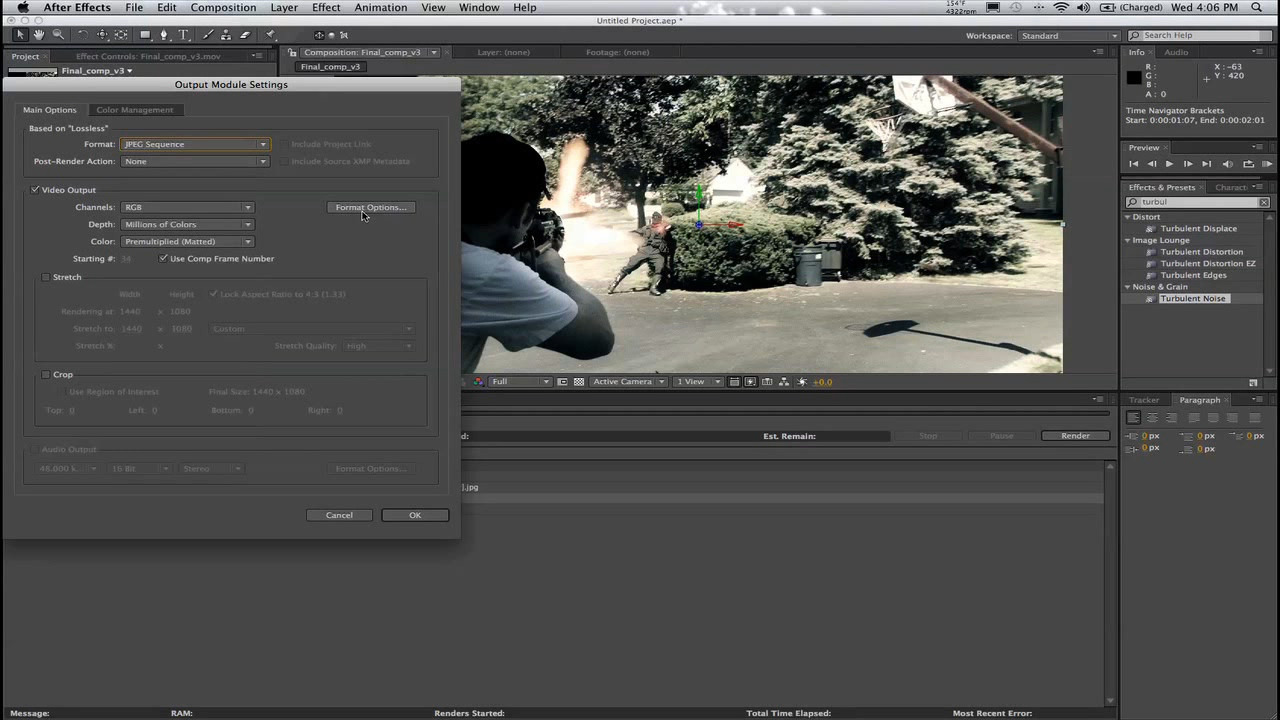 After Effects File Edit Composition Layer Effect Animation View Window Help 154°F 4322rpm (Charged) Wed 4:06 PM
Untitled Project.aep *
Workspace: Standard Search Help
Project Effect Controls: Final_comp_v3.mov Composition: Final_comp_v3 Layer: (none) Footage: (none) Info Audio
Final_comp_v3 Final_comp_v3
R : X : -63
G : Y : 420
B :
A : 0
Time Navigator Brackets
Start: 0:00:01:07, End: 0:00:02:01
Preview
Effects & Presets Charact
turbul
Distort
Turbulent Displace
Image Lounge
Turbulent Distortion
Turbulent Distortion EZ
Turbulent Edges
Noise & Grain
Turbulent Noise
Output Module Settings
Main Options Color Management
Based on "Lossless"
Format: JPEG Sequence Include Project Link
Post-Render Action: None Include Source XMP Metadata
Video Output
Channels: RGB Format Options...
Depth: Millions of Colors
Color: Premultiplied (Matted)
Starting #: 34 Use Comp Frame Number
Stretch
Width Height Lock Aspect Ratio to 4:3 (1.33)
Rendering at: 1440 x 1080
Stretch to: 1440 x 1080 Custom
Stretch %: x Stretch Quality: High
Crop
Use Region of Interest Final Size: 1440 x 1080
Top: 0 Left: 0 Bottom: 0 Right: 0
Audio Output
48.000 k... 16 Bit Stereo Format Options...
Cancel OK
Full Active Camera 1 View +0.0
Est. Remain: Stop Pause Render
].jpg
Tracker Paragraph
0 px 0 px 0 px
0 px 0 px
Message: RAM: Renders Started: Total Time Elapsed: Most Recent Error: